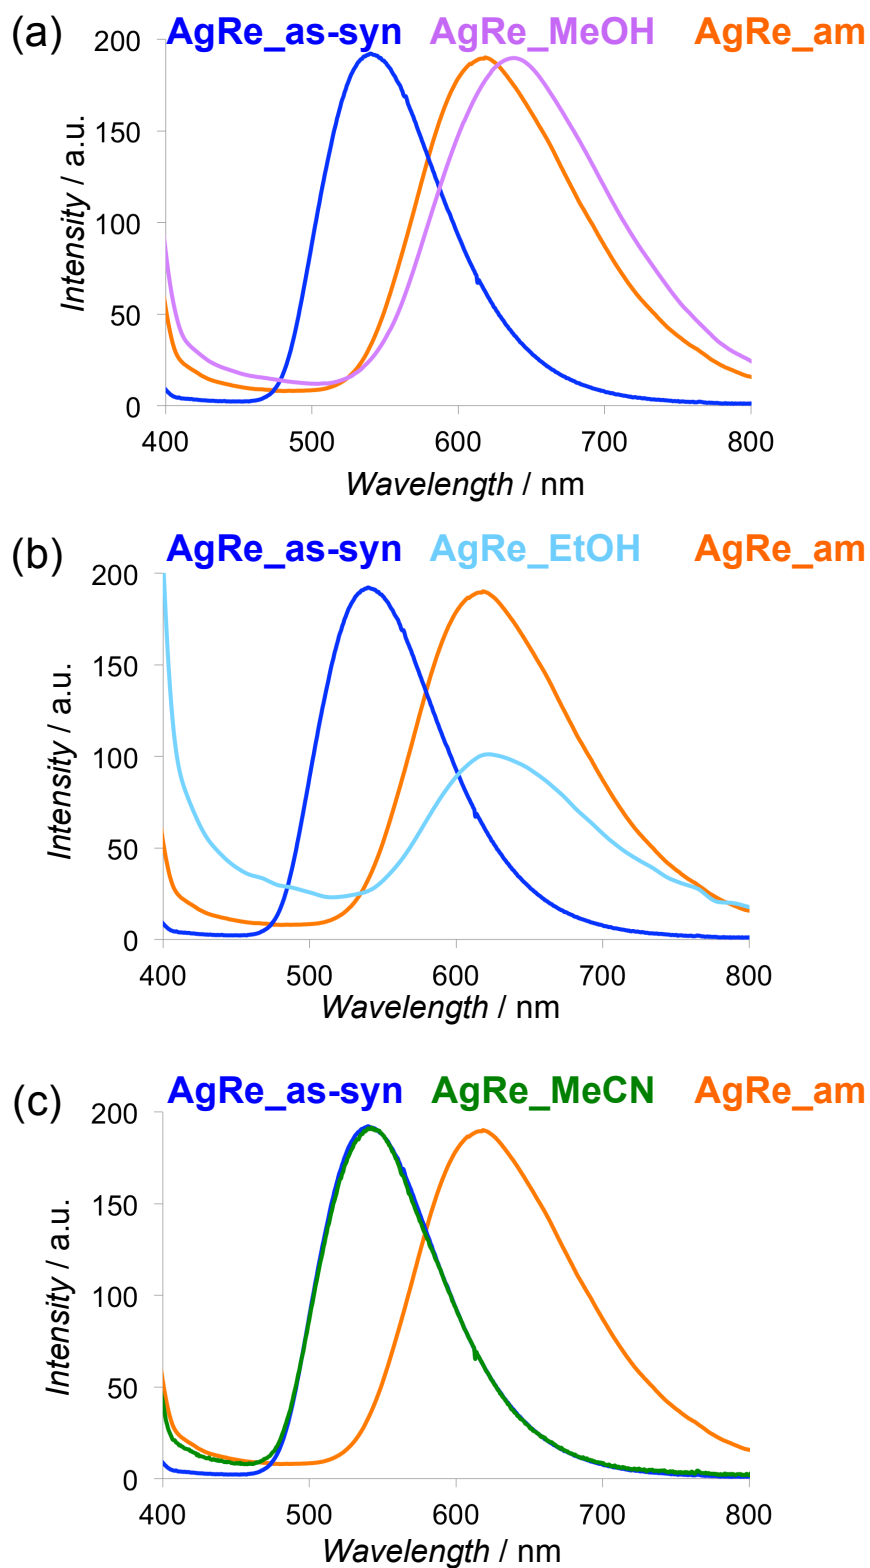 (a) AgRe_as-syn AgRe_MeOH AgRe_am
200
150
100
50
0
Intensity / a.u.
400 500 600 700 800
Wavelength / nm
(b) AgRe_as-syn AgRe_EtOH AgRe_am
200
150
100
50
0
Intensity / a.u.
400 500 600 700 800
Wavelength / nm
(c) AgRe_as-syn AgRe_MeCN AgRe_am
200
150
100
50
0
Intensity / a.u.
400 500 600 700 800
Wavelength / nm